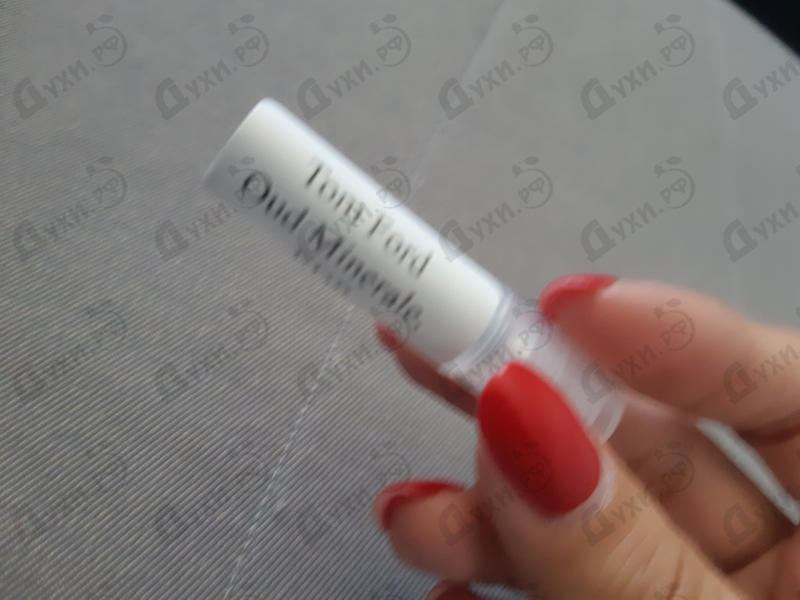 Tom Ford
Oud Minerale,
Духи.рф